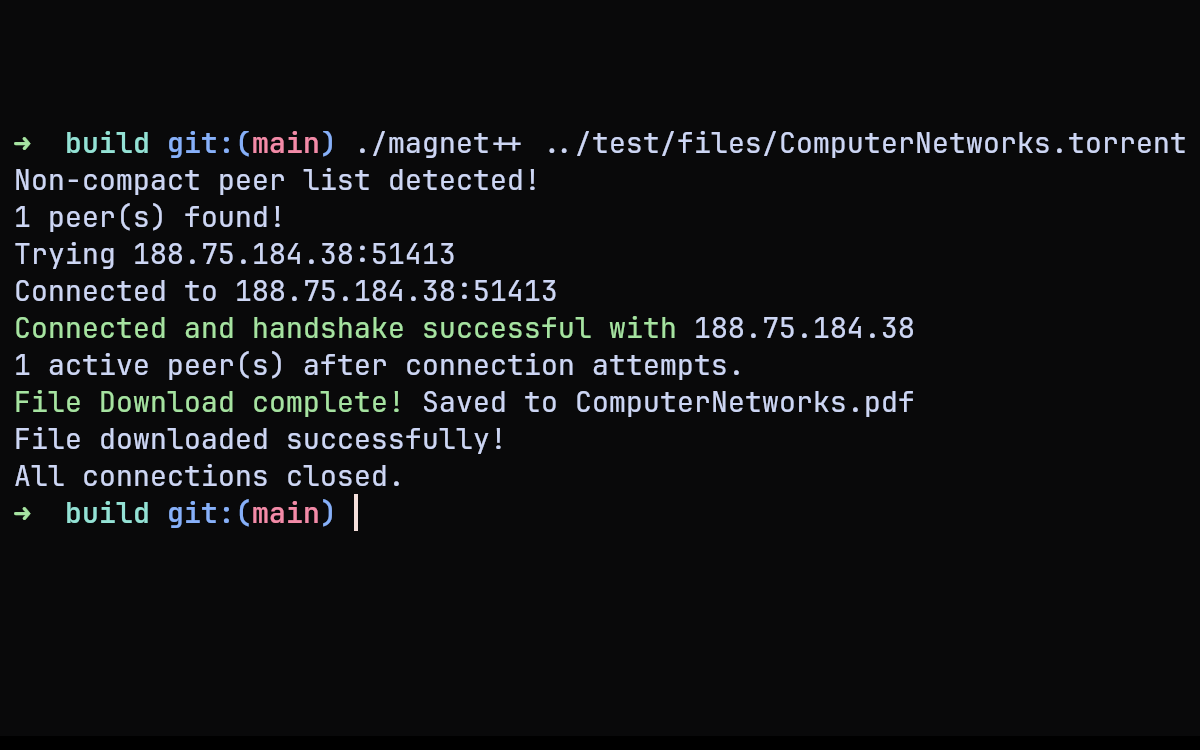 ➜  build git:(main) ./magnet++ ../test/files/ComputerNetworks.torrent
Non-compact peer list detected!
1 peer(s) found!
Trying 188.75.184.38:51413
Connected to 188.75.184.38:51413
Connected and handshake successful with 188.75.184.38
1 active peer(s) after connection attempts.
File Download complete! Saved to ComputerNetworks.pdf
File downloaded successfully!
All connections closed.
➜  build git:(main)